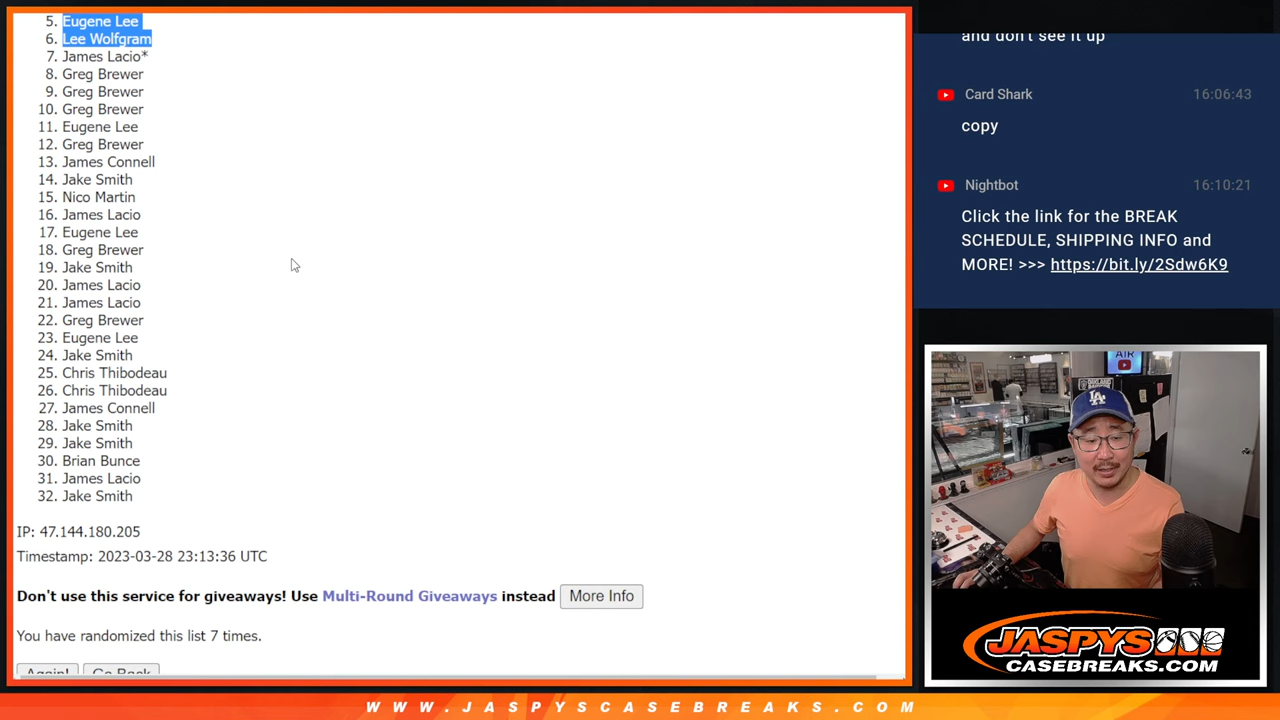 5. Eugene Lee
6. Lee Wolfgram
7. James Lacio*
8. Greg Brewer
9. Greg Brewer
10. Greg Brewer
11. Eugene Lee
12. Greg Brewer
13. James Connell
14. Jake Smith
15. Nico Martin
16. James Lacio
17. Eugene Lee
18. Greg Brewer
19. Jake Smith
20. James Lacio
21. James Lacio
22. Greg Brewer
23. Eugene Lee
24. Jake Smith
25. Chris Thibodeau
26. Chris Thibodeau
27. James Connell
28. Jake Smith
29. Jake Smith
30. Brian Bunce
31. James Lacio
32. Jake Smith
IP: 47.144.180.205
Timestamp: 2023-03-28 23:13:36 UTC
Don't use this service for giveaways! Use Multi-Round Giveaways instead More Info
You have randomized this list 7 times.
Again! Go Back
and don't see it up
Card Shark 16:06:43
copy
Nightbot 16:10:21
Click the link for the BREAK
SCHEDULE, SHIPPING INFO and
MORE! >>> https://bit.ly/2Sdw6K9
AIR
LA
JASPYS
CASEBREAKS.COM
WWW.JASPYSCASEBREAKS.COM